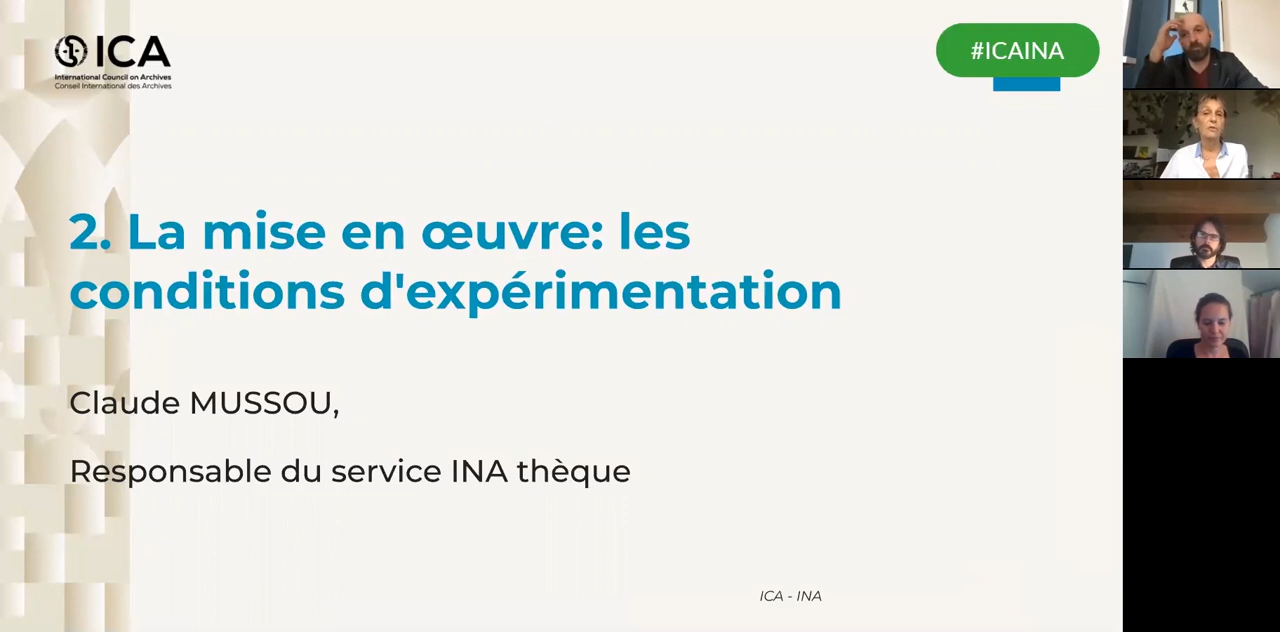 ICA
International Council on Archives
Conseil International des Archives
#ICAINA
2. La mise en œuvre: les
conditions d'expérimentation
Claude MUSSOU,
Responsable du service INA thèque
ICA - INA